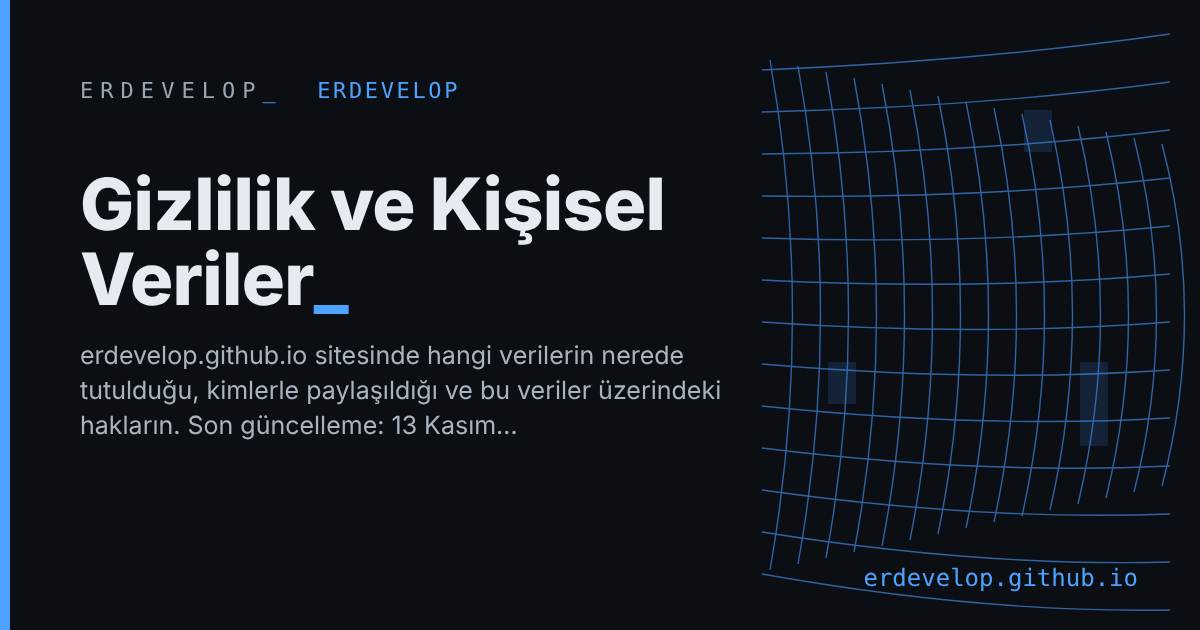 ERDEVELOP_ ERDEVELOP
Gizlilik ve Kişisel
Veriler_
erdevelop.github.io sitesinde hangi verilerin nerede
tutulduğu, kimlerle paylaşıldığı ve bu veriler üzerindeki
hakların. Son güncelleme: 13 Kasım...
erdevelop.github.io